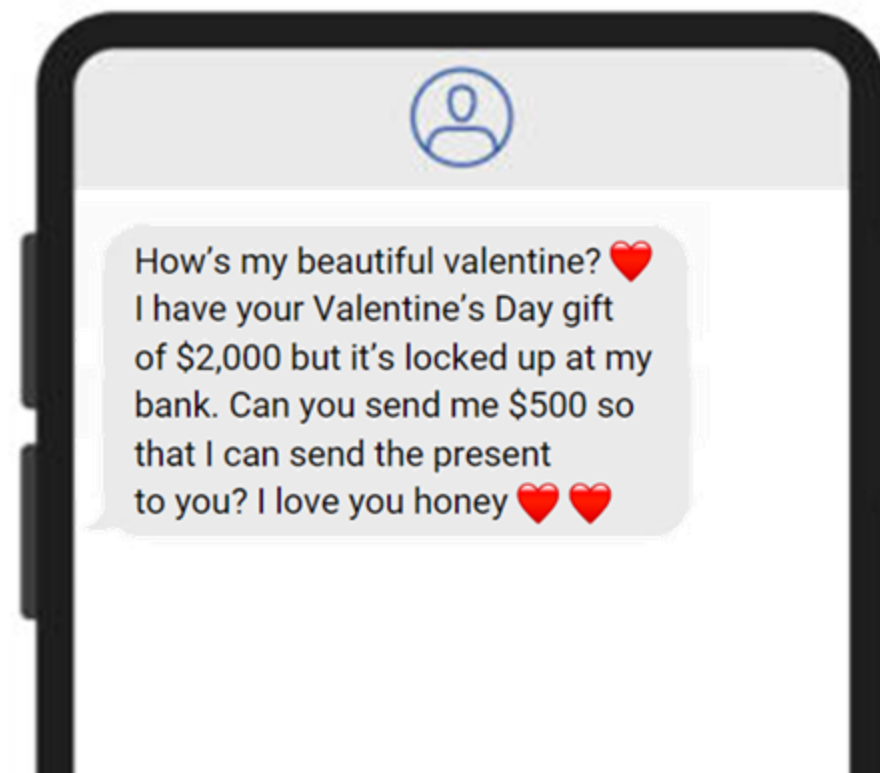 How’s my beautiful valentine? ❤️
I have your Valentine’s Day gift
of $2,000 but it’s locked up at my
bank. Can you send me $500 so
that I can send the present
to you? I love you honey ❤️ ❤️